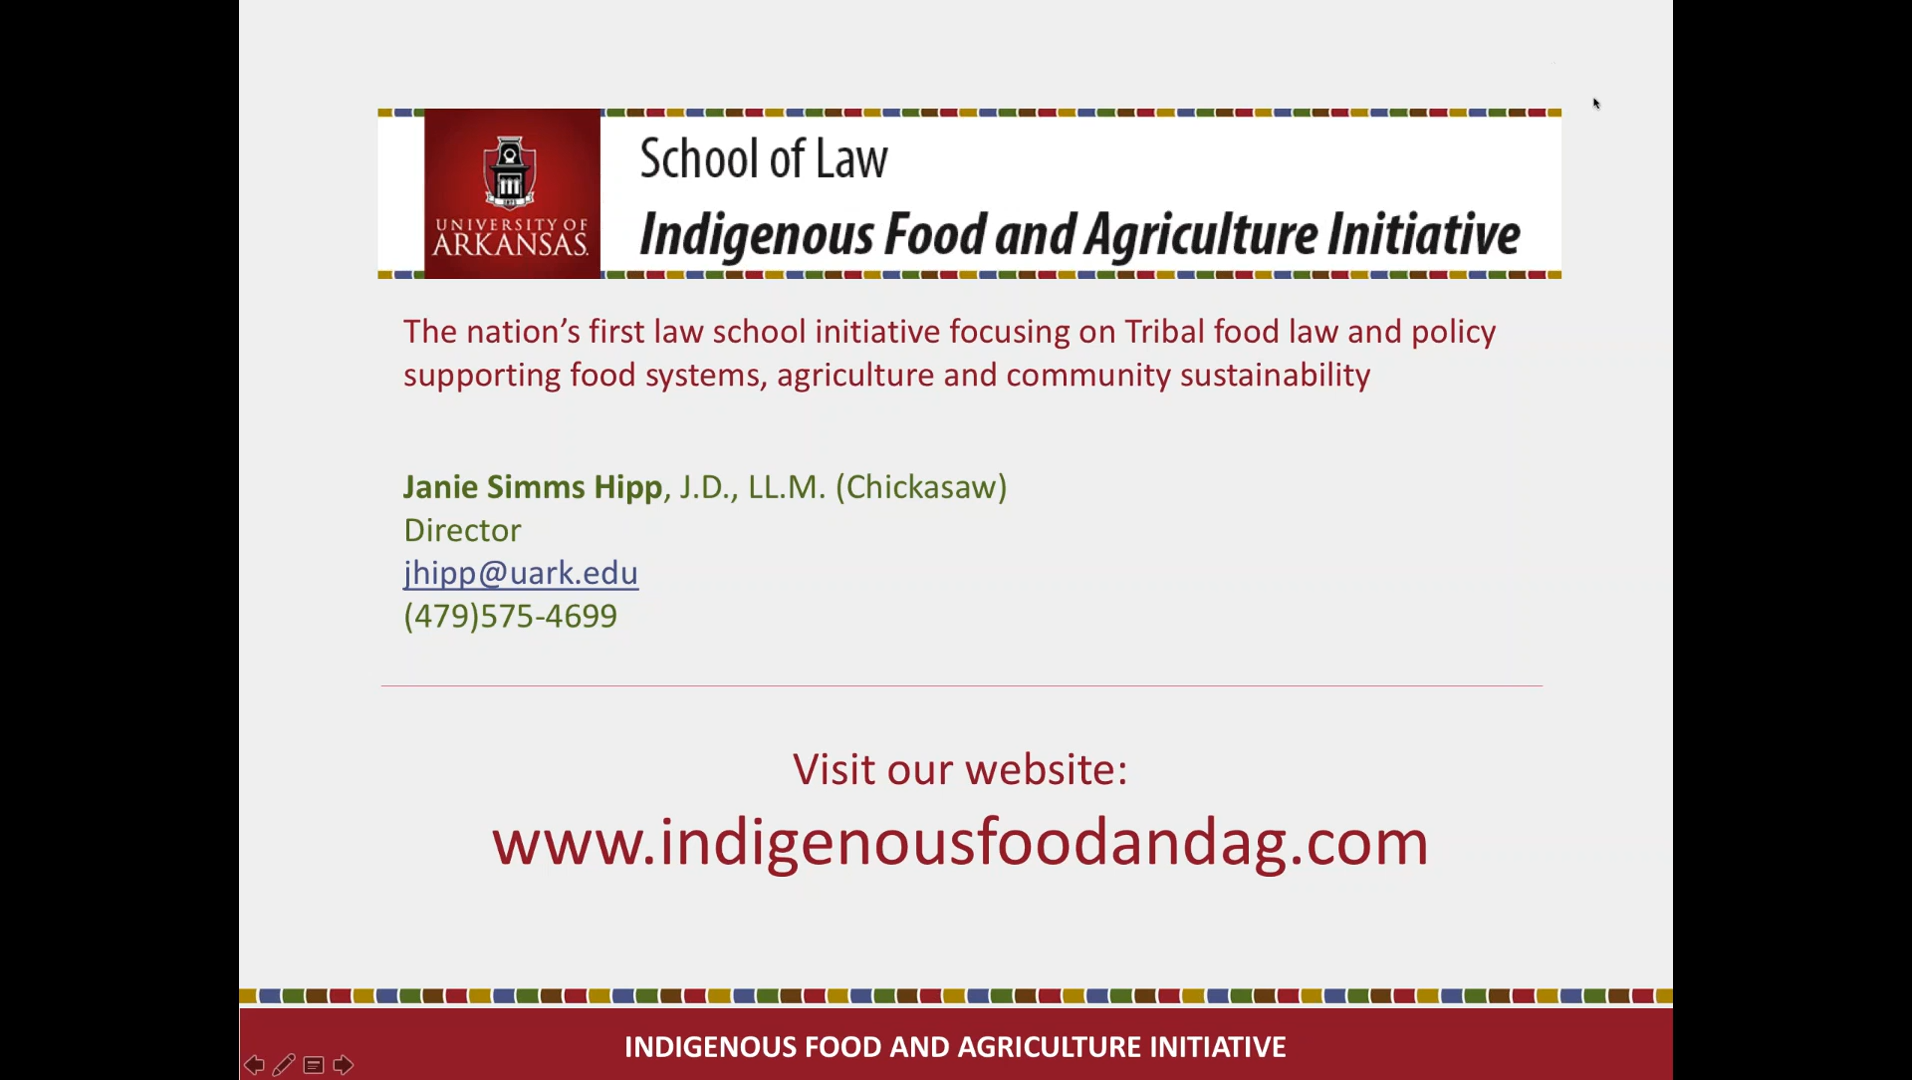 School of Law
Indigenous Food and Agriculture Initiative
UNIVERSITY OF
ARKANSAS.
The nation’s first law school initiative focusing on Tribal food law and policy
supporting food systems, agriculture and community sustainability
Janie Simms Hipp, J.D., LL.M. (Chickasaw)
Director
jhipp@uark.edu
(479)575-4699
Visit our website:
www.indigenousfoodandag.com
INDIGENOUS FOOD AND AGRICULTURE INITIATIVE